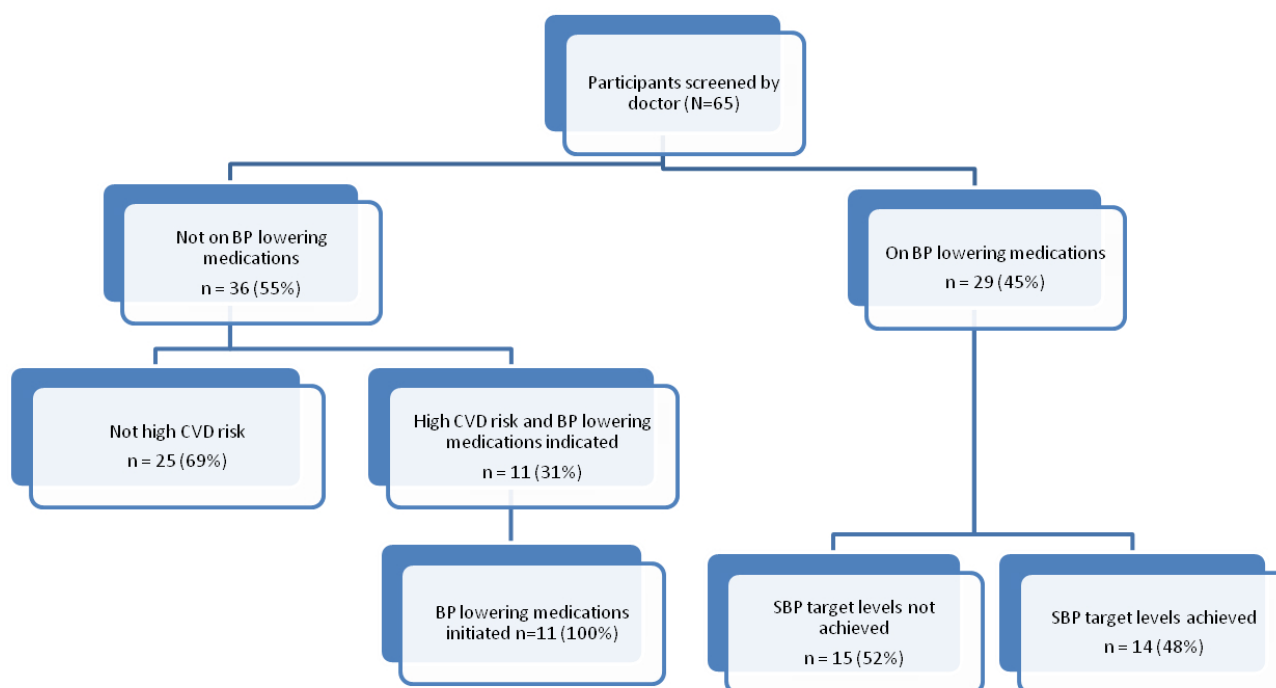 Participants screened by
doctor (N=65)
Not on BP lowering
medications
n = 36 (55%)
On BP lowering medications
n = 29 (45%)
Not high CVD risk
n = 25 (69%)
High CVD risk and BP lowering
medications indicated
n = 11 (31%)
BP lowering medications
initiated n=11 (100%)
SBP target levels not
achieved
n = 15 (52%)
SBP target levels achieved
n = 14 (48%)